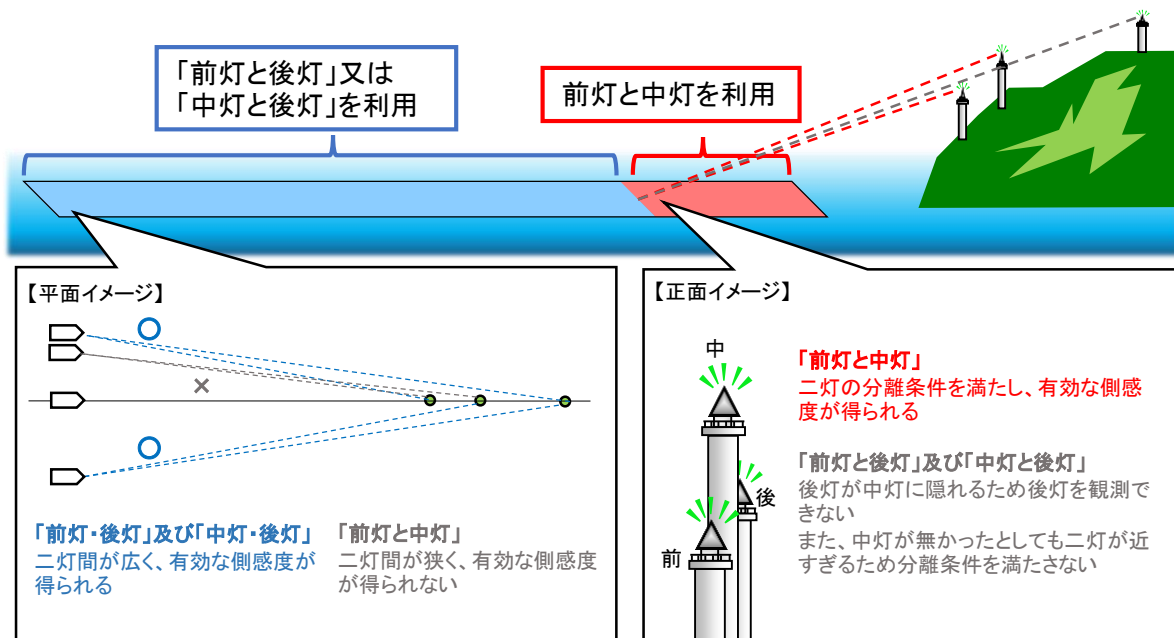 「前灯と後灯」又は
「中灯と後灯」を利用
前灯と中灯を利用
【平面イメージ】
「前灯・後灯」及び「中灯・後灯」
二灯間が広く、有効な側感度が
得られる
「前灯と中灯」
二灯間が狭く、有効な側感度
が得られない
【正面イメージ】
中
後
前
「前灯と中灯」
二灯の分離条件を満たし、有効な側感
度が得られる
「前灯と後灯」及び「中灯と後灯」
後灯が中灯に隠れるため後灯を観測で
きない
また、中灯が無かったとしても二灯が近
すぎるため分離条件を満たさない